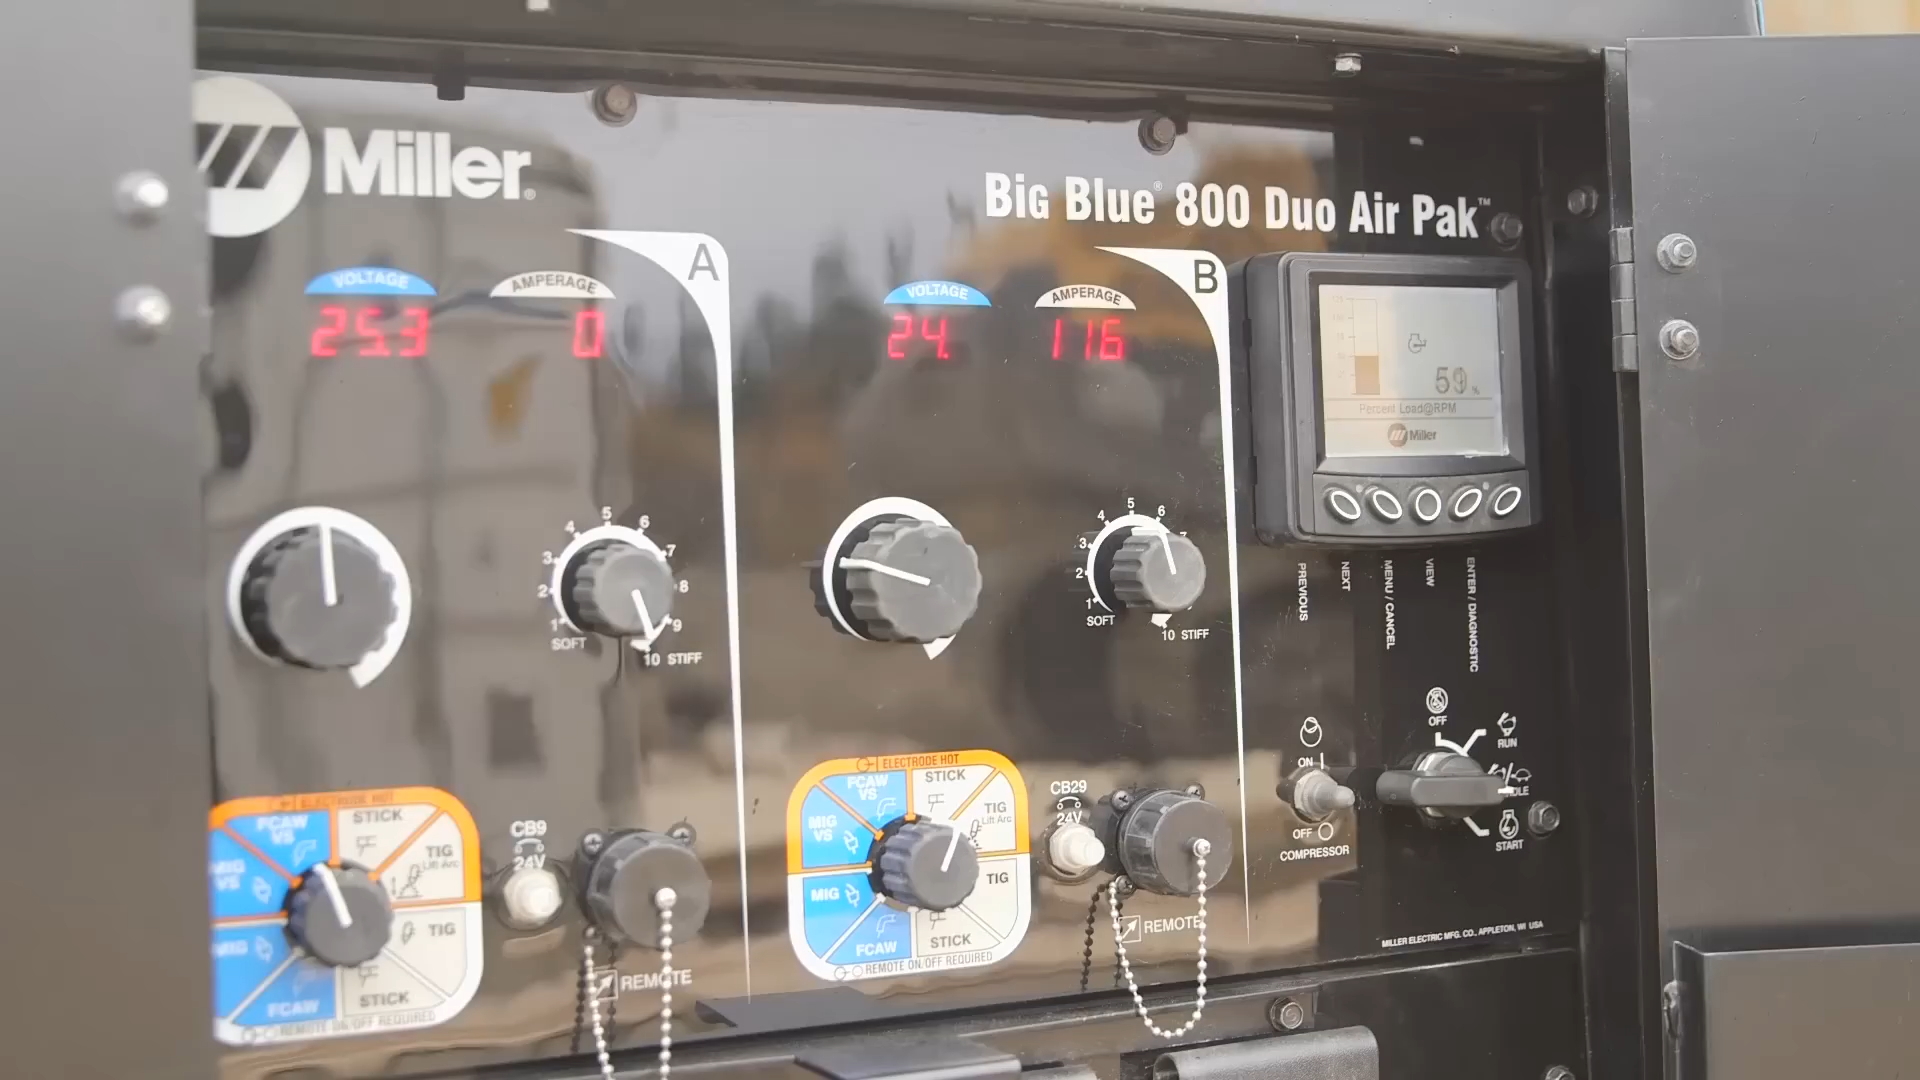 Miller®
Big Blue® 800 Duo Air Pak™
A
VOLTAGE
AMPERAGE
25.3
0
B
VOLTAGE
AMPERAGE
24.
116
59 %
Percent Load@RPM
Miller
1
2
3
4
5
6
7
8
9
10
SOFT
STIFF
1
2
3
4
5
6
7
10
SOFT
STIFF
PREVIOUS
NEXT
MENU / CANCEL
VIEW
ENTER / DIAGNOSTIC
ELECTRODE HOT
FCAW VS
STICK
MIG VS
TIG
Lift Arc
MIG
TIG
FCAW
STICK
REMOTE ON/OFF REQUIRED
CB9
24V
REMOTE
ELECTRODE HOT
FCAW VS
STICK
MIG VS
TIG
Lift Arc
MIG
TIG
FCAW
STICK
REMOTE ON/OFF REQUIRED
CB29
24V
REMOTE
ON
OFF
COMPRESSOR
OFF
RUN
START
MILLER ELECTRIC MFG. CO., APPLETON, WI USA